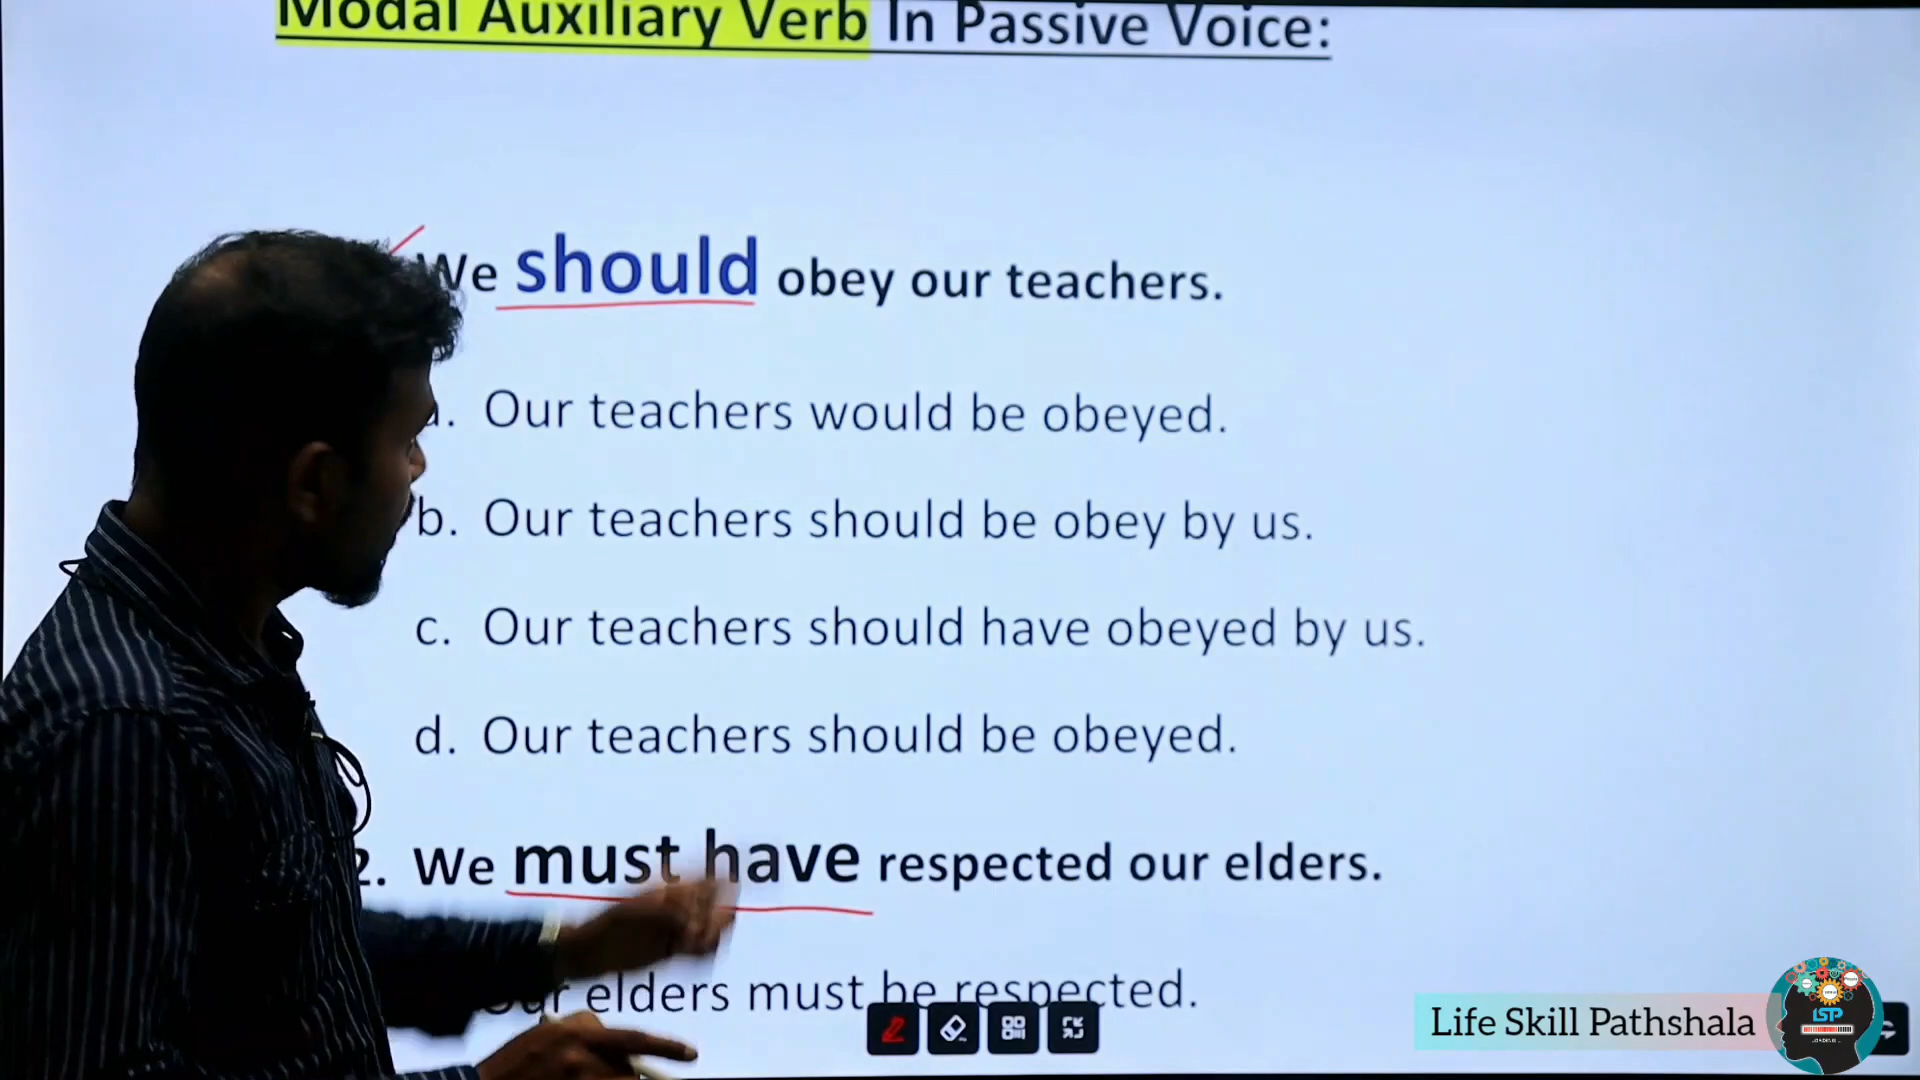 Modal Auxiliary Verb In Passive Voice:
We should obey our teachers.
a. Our teachers would be obeyed.
b. Our teachers should be obey by us.
c. Our teachers should have obeyed by us.
d. Our teachers should be obeyed.
2. We must have respected our elders.
Our elders must be respected.
Life Skill Pathshala
LSP